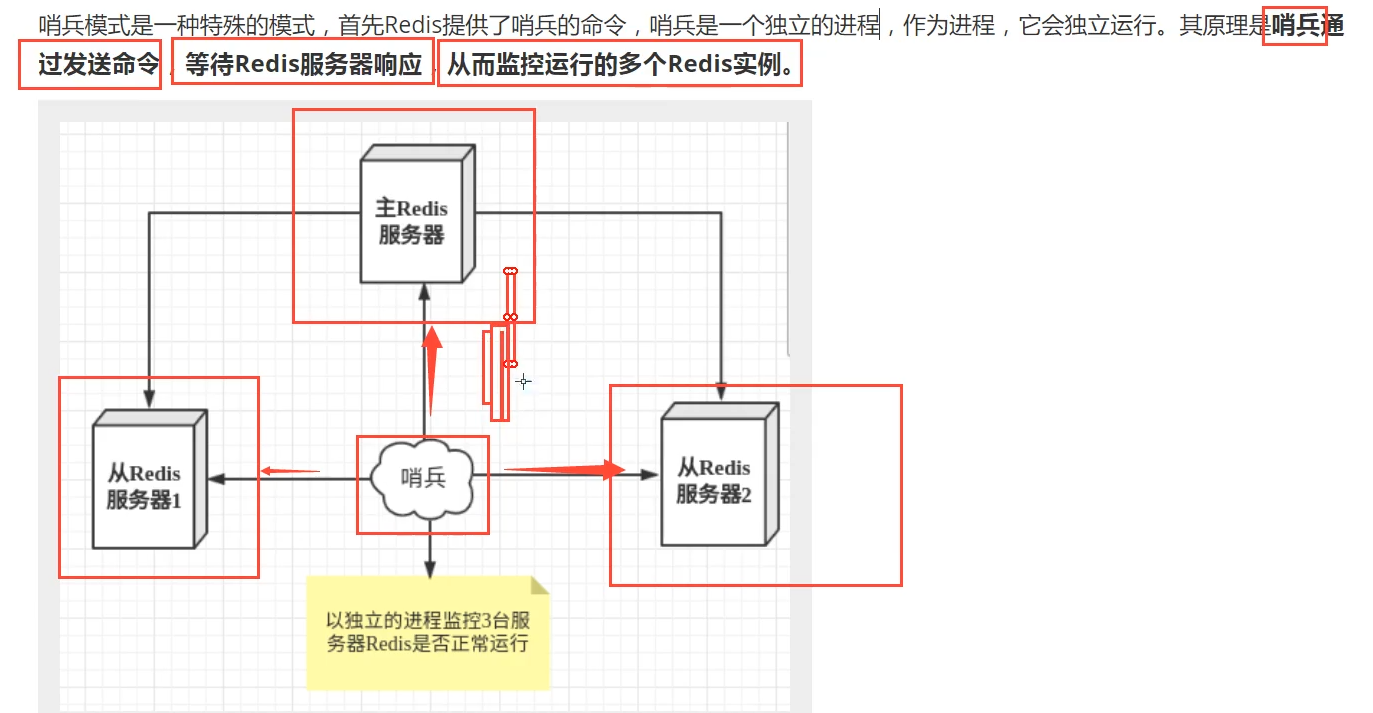 哨兵模式是一种特殊的模式，首先Redis提供了哨兵的命令，哨兵是一个独立的进程，作为进程，它会独立运行。其原理是哨兵通
过发送命令，等待Redis服务器响应，从而监控运行的多个Redis实例。
主Redis
服务器
从Redis
服务器1
哨兵
从Redis
服务器2
以独立的进程监控3台服
务器Redis是否正常运行